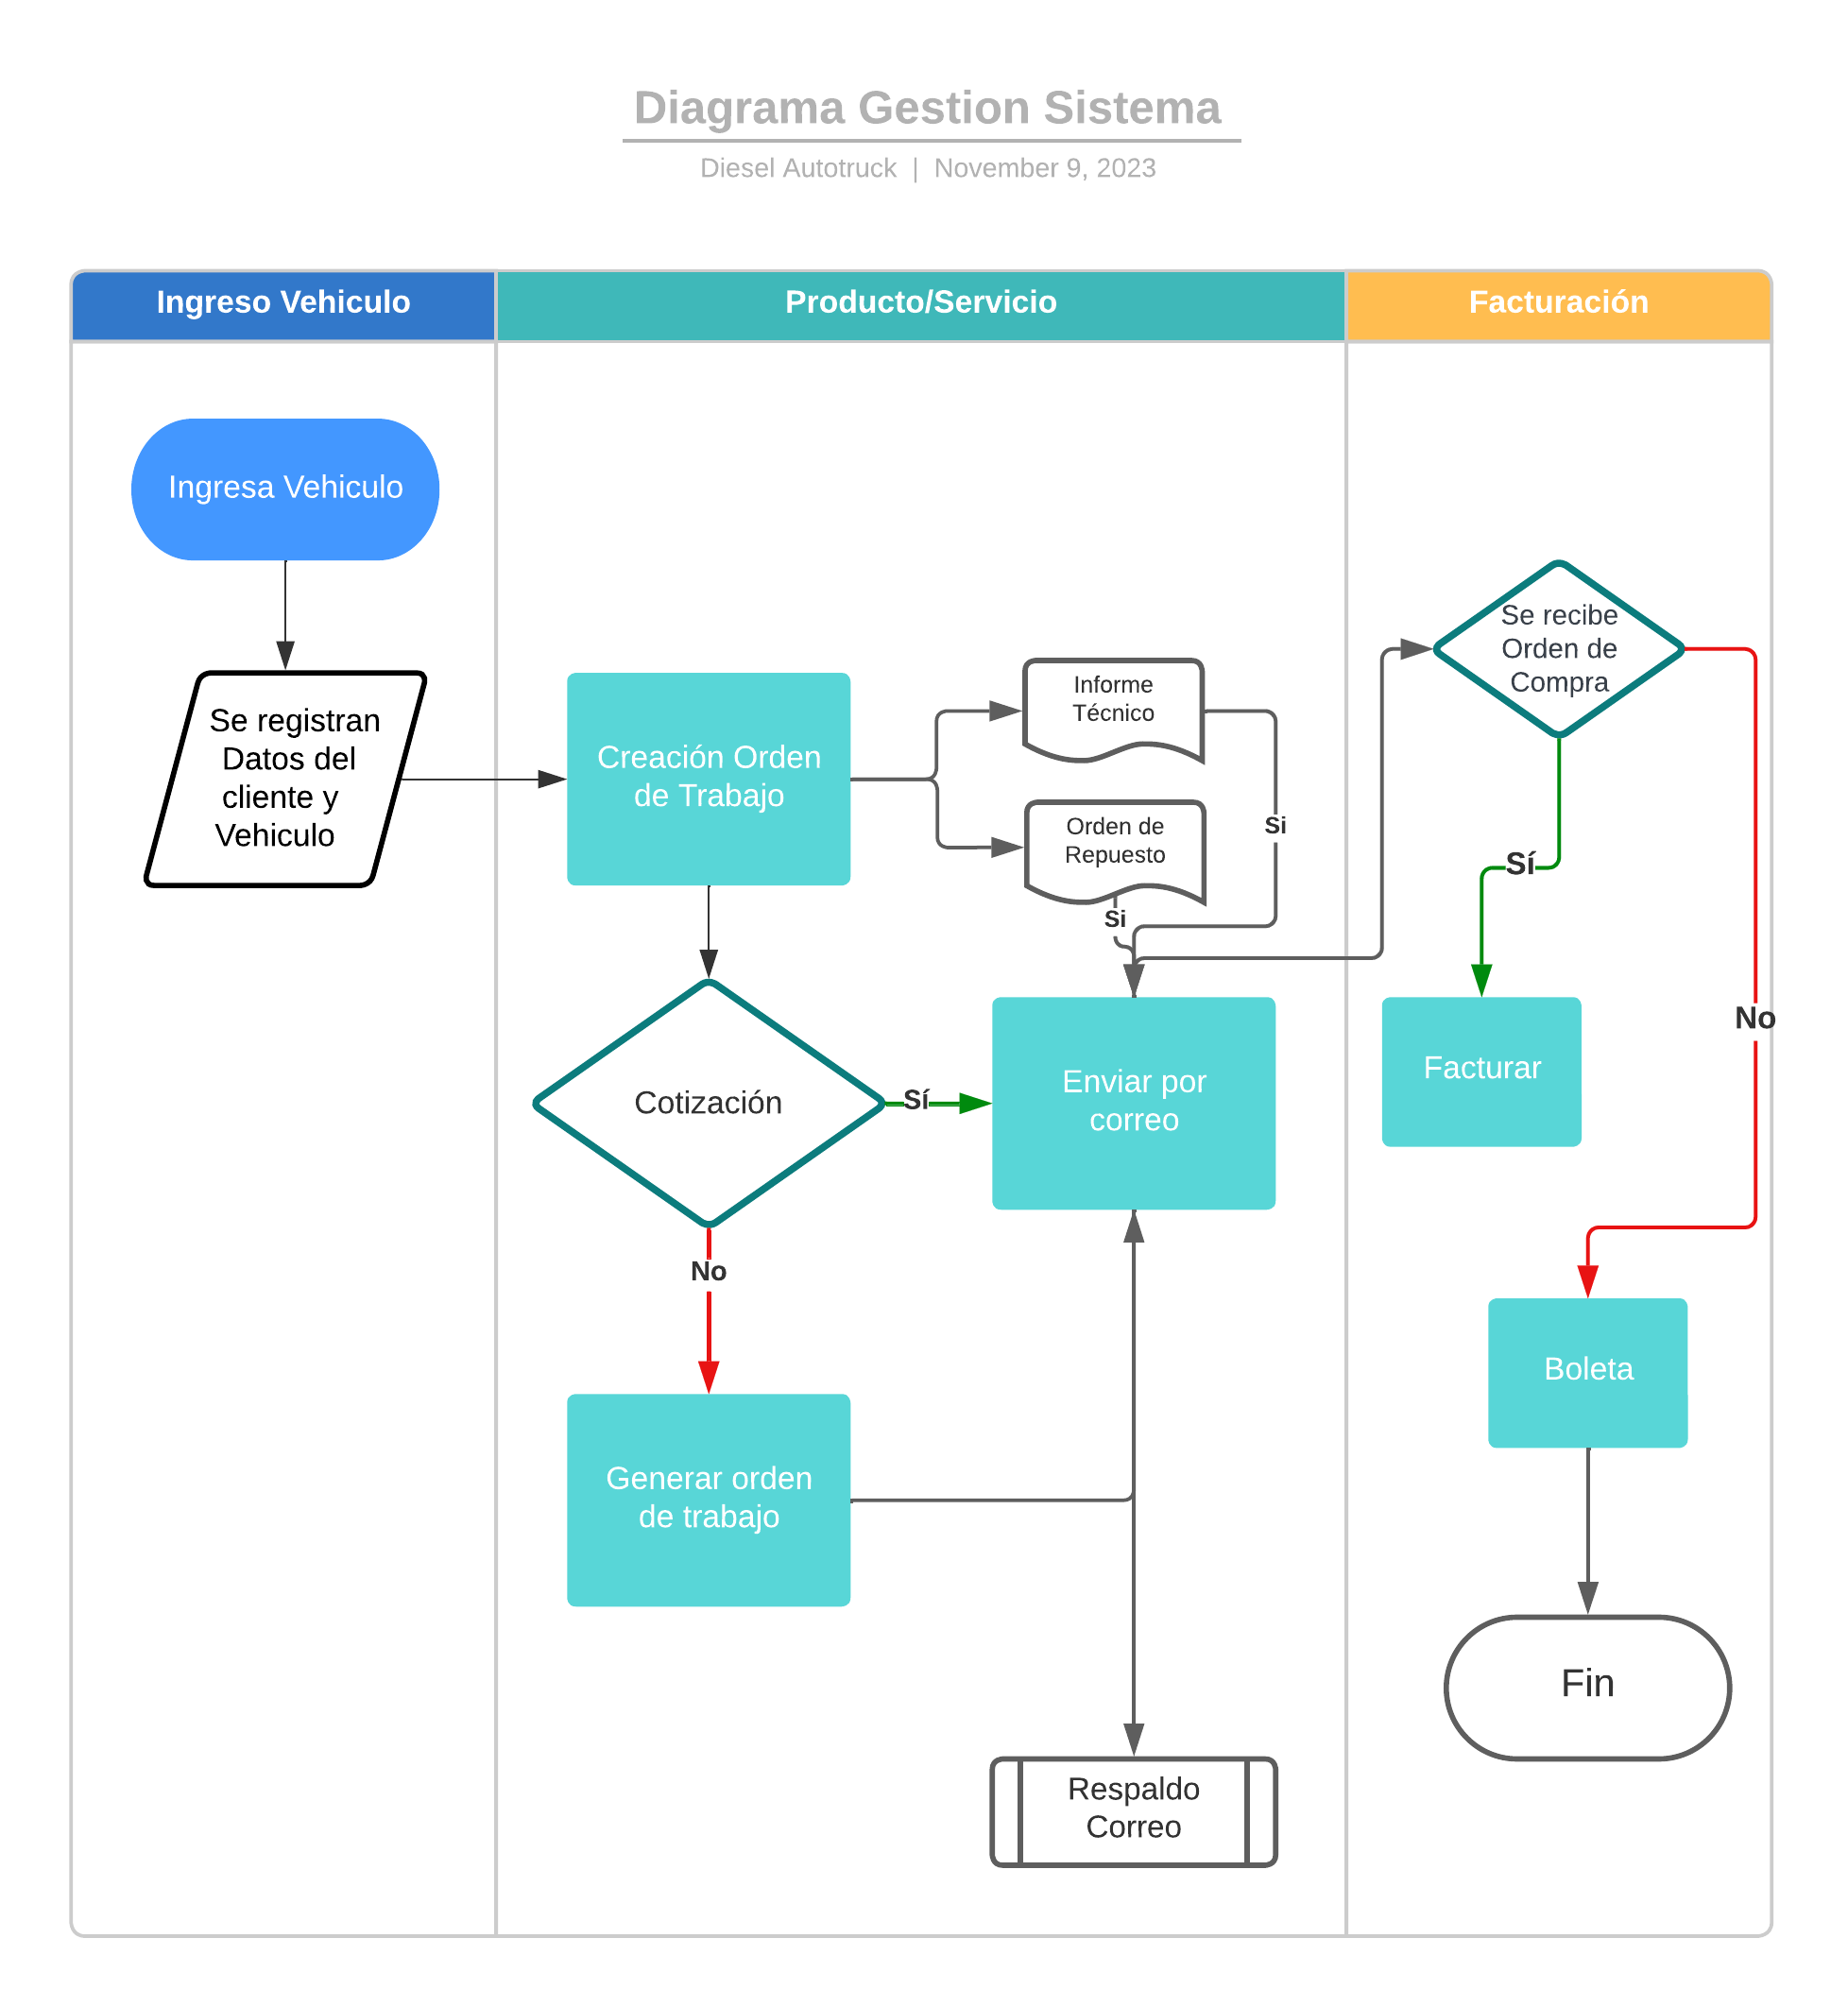 Diagrama Gestion Sistema
Diesel Autotruck | November 9, 2023
Ingreso Vehiculo
Producto/Servicio
Facturación
Ingresa Vehiculo
Se registran
Datos del
cliente y
Vehiculo
Creación Orden
de Trabajo
Informe
Técnico
Orden de
Repuesto
Si
Si
Cotización
Sí
No
Enviar por
correo
Generar orden
de trabajo
Respaldo
Correo
Se recibe
Orden de
Compra
Sí
No
Facturar
Boleta
Fin